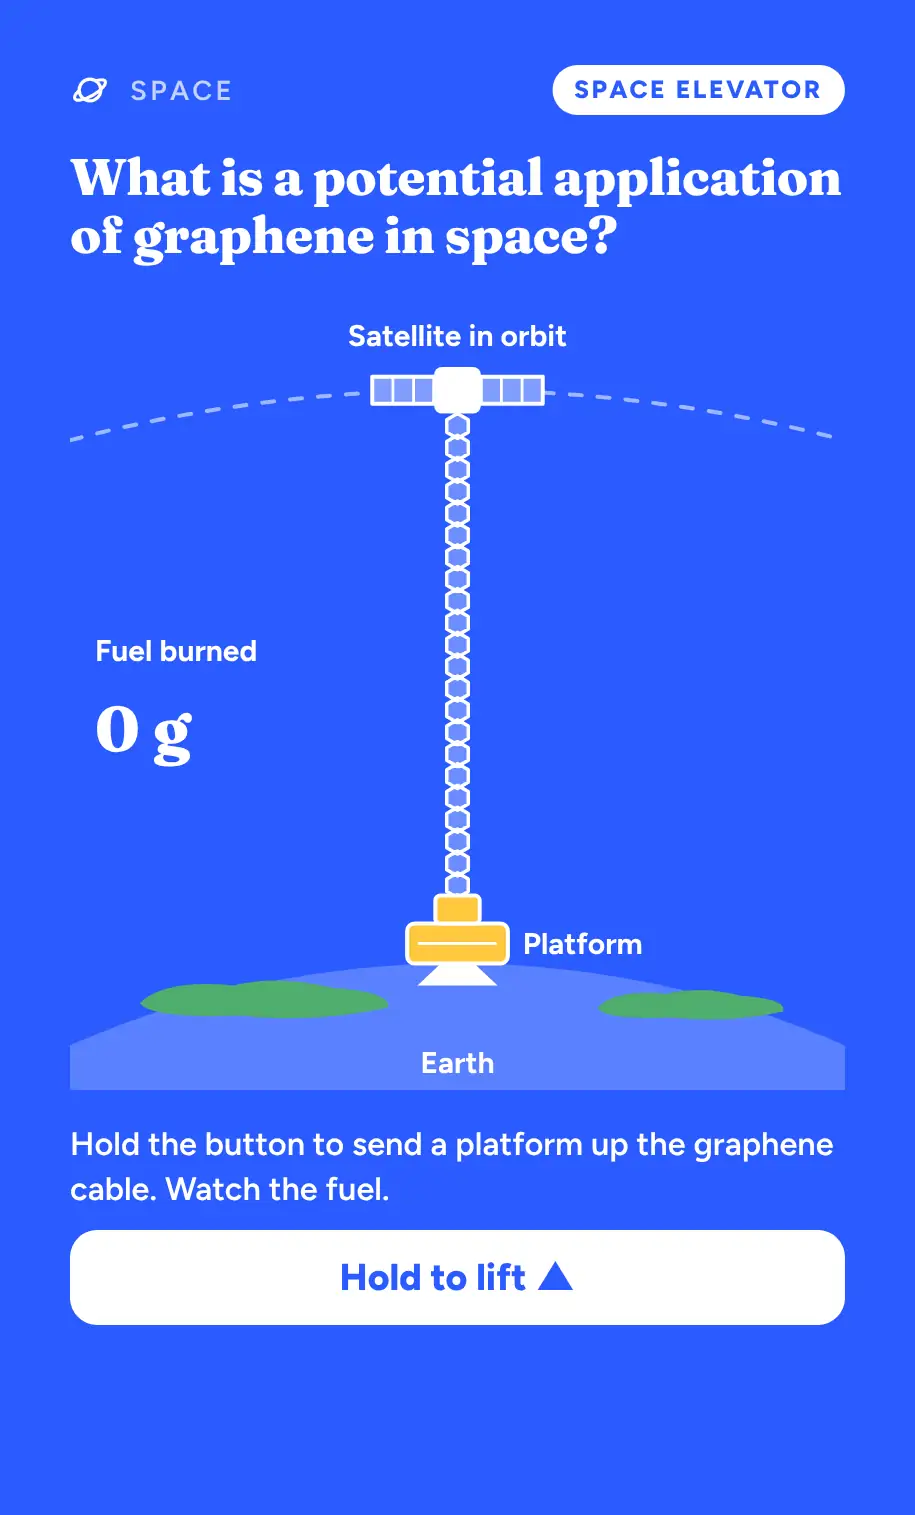 SPACE
SPACE ELEVATOR
What is a potential application
of graphene in space?
Satellite in orbit
Fuel burned
0 g
Platform
Earth
Hold the button to send a platform up the graphene
cable. Watch the fuel.
Hold to lift ▲